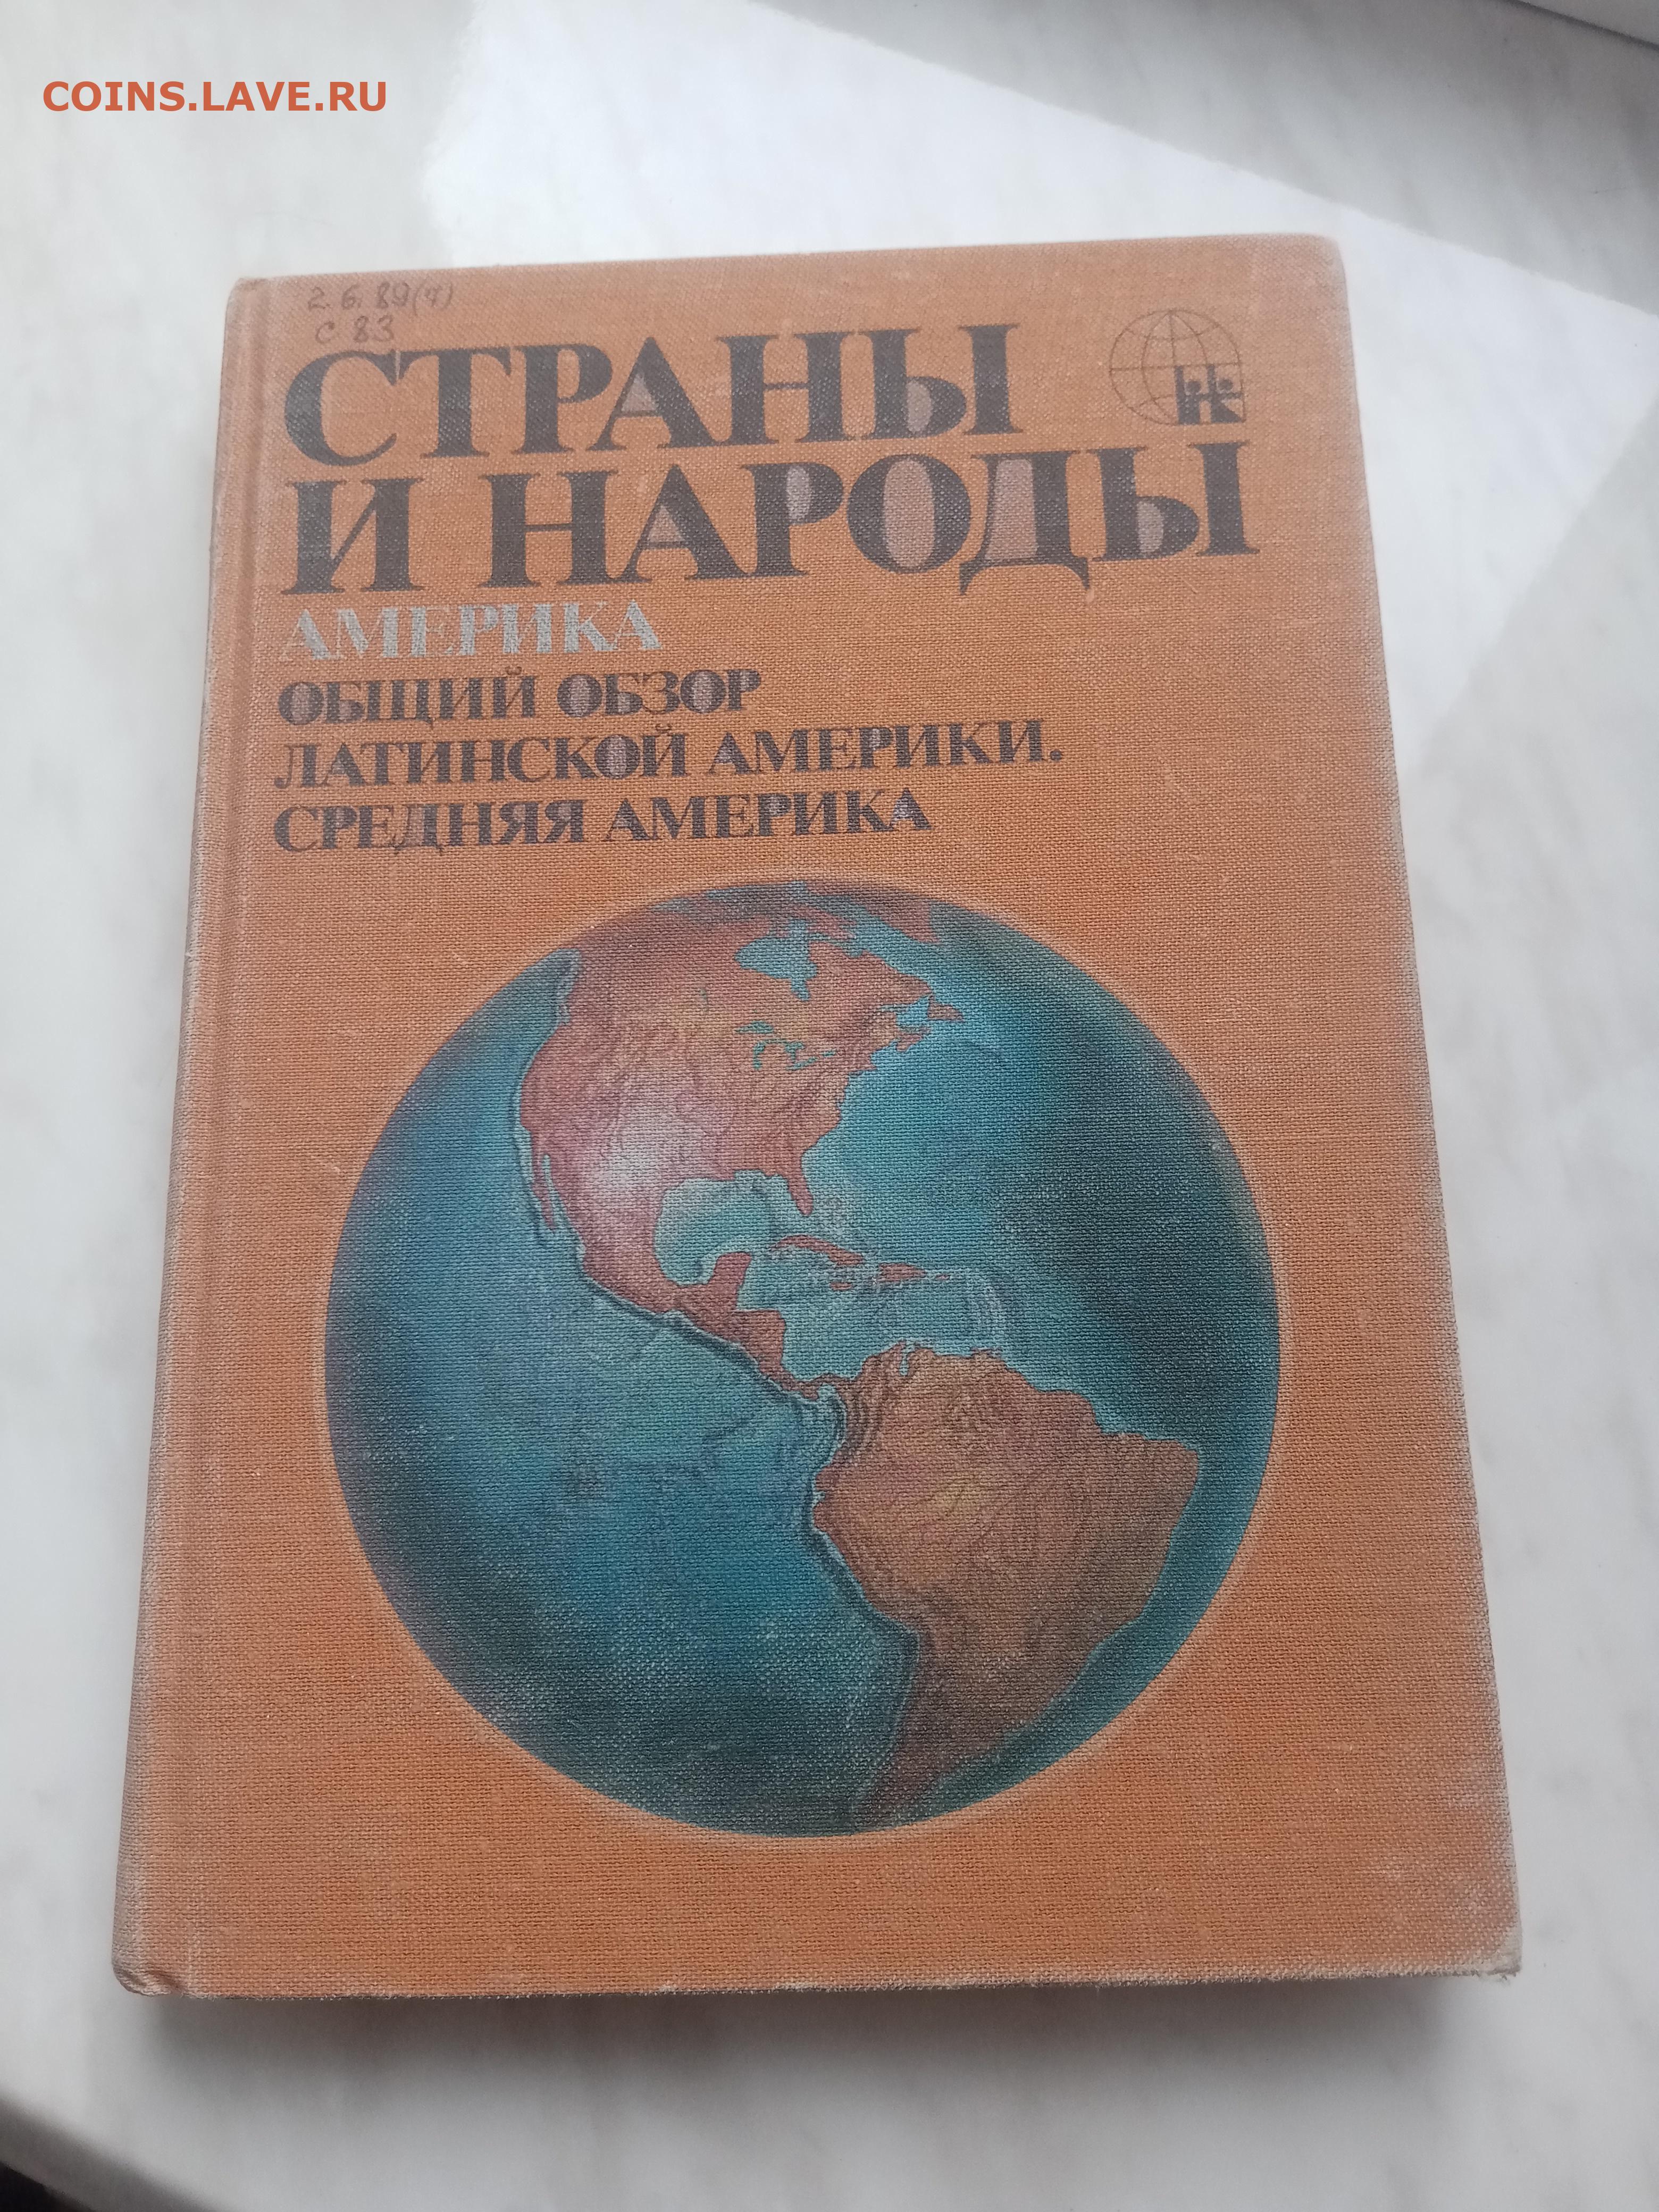 COINS.LAVE.RU
2.6.89(7)
С 83
СТРАНЫ
И НАРОДЫ
АМЕРИКА
ОБЩИЙ ОБЗОР
ЛАТИНСКОЙ АМЕРИКИ.
СРЕДНЯЯ АМЕРИКА